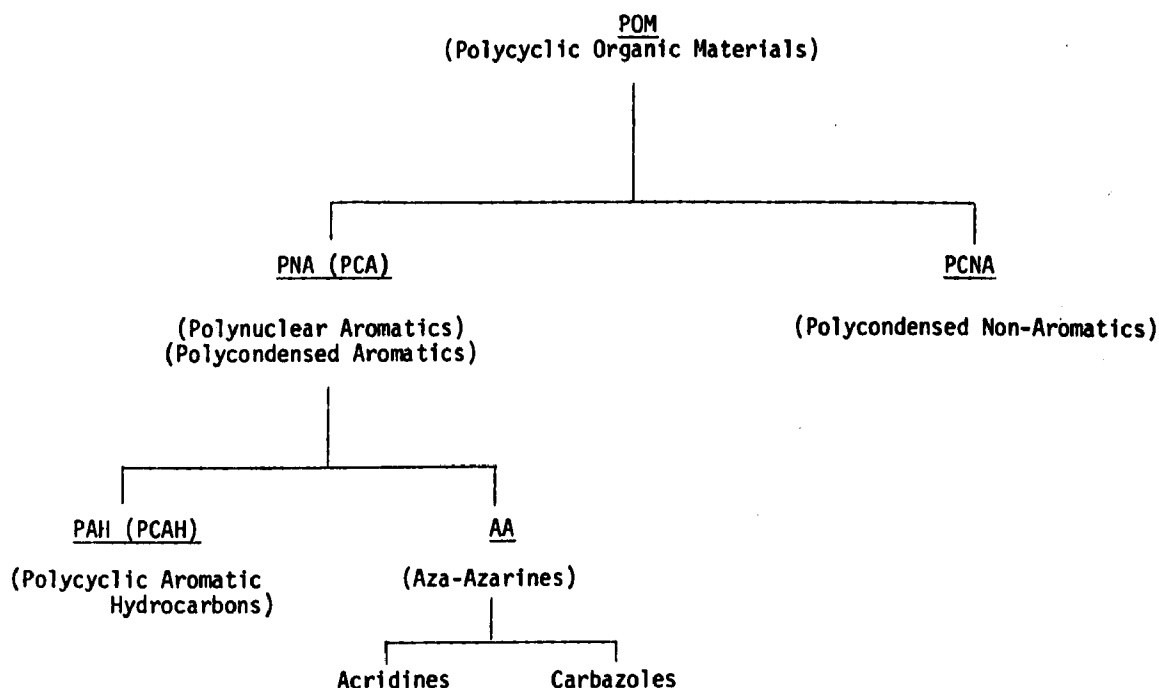 POM
(Polycyclic Organic Materials)
PNA (PCA)
PCNA
(Polynuclear Aromatics)
(Polycondensed Aromatics)
(Polycondensed Non-Aromatics)
PAH (PCAH)
AA
(Polycyclic Aromatic
Hydrocarbons)
(Aza-Azarines)
Acridines
Carbazoles